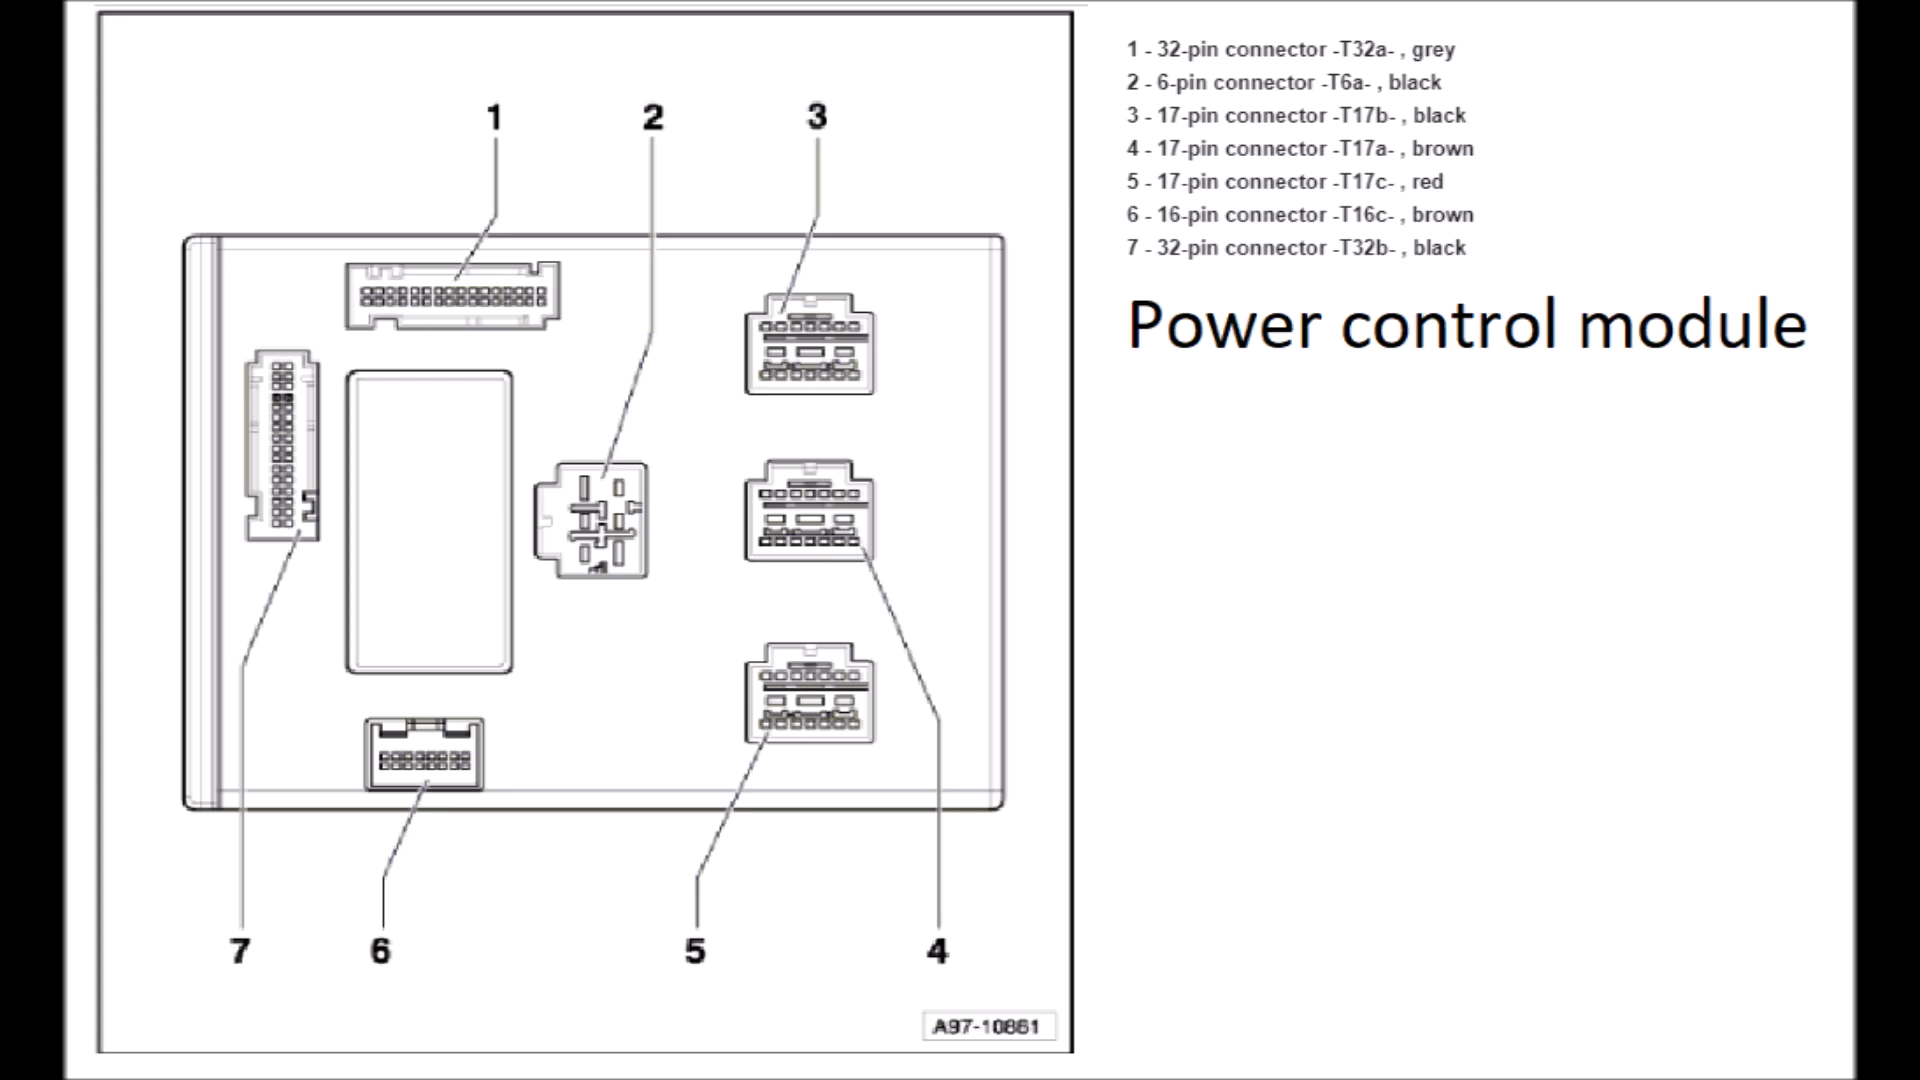 1 2 3
7 6 5 4
A97-10861
1 - 32-pin connector -T32a- , grey
2 - 6-pin connector -T6a- , black
3 - 17-pin connector -T17b- , black
4 - 17-pin connector -T17a- , brown
5 - 17-pin connector -T17c- , red
6 - 16-pin connector -T16c- , brown
7 - 32-pin connector -T32b- , black
Power control module